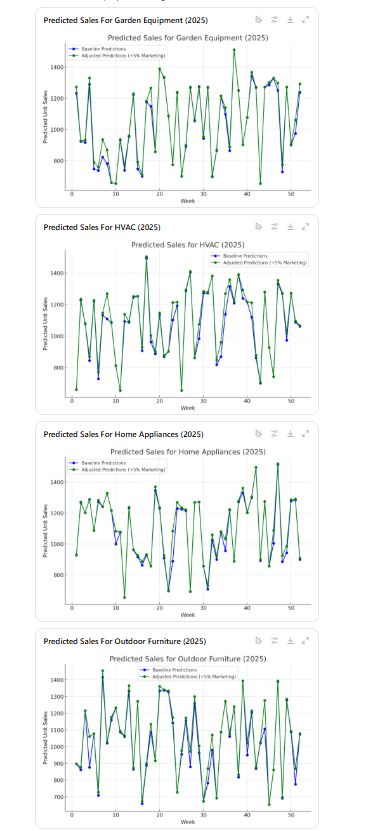 Predicted Sales For Garden Equipment (2025)
Predicted Sales for Garden Equipment (2025)
Baseline Predictions
Adjusted Predictions (+5% Marketing)
1400
1200
1000
800
Predicted Unit Sales
0 10 20 30 40 50
Week
Predicted Sales For HVAC (2025)
Predicted Sales for HVAC (2025)
Baseline Predictions
Adjusted Predictions (+5% Marketing)
1400
1200
1000
800
Predicted Unit Sales
0 10 20 30 40 50
Week
Predicted Sales For Home Appliances (2025)
Predicted Sales for Home Appliances (2025)
Baseline Predictions
Adjusted Predictions (+5% Marketing)
1400
1200
1000
800
Predicted Unit Sales
0 10 20 30 40 50
Week
Predicted Sales For Outdoor Furniture (2025)
Predicted Sales for Outdoor Furniture (2025)
Baseline Predictions
Adjusted Predictions (+5% Marketing)
1400
1300
1200
1100
1000
900
800
700
Predicted Unit Sales
0 10 20 30 40 50
Week